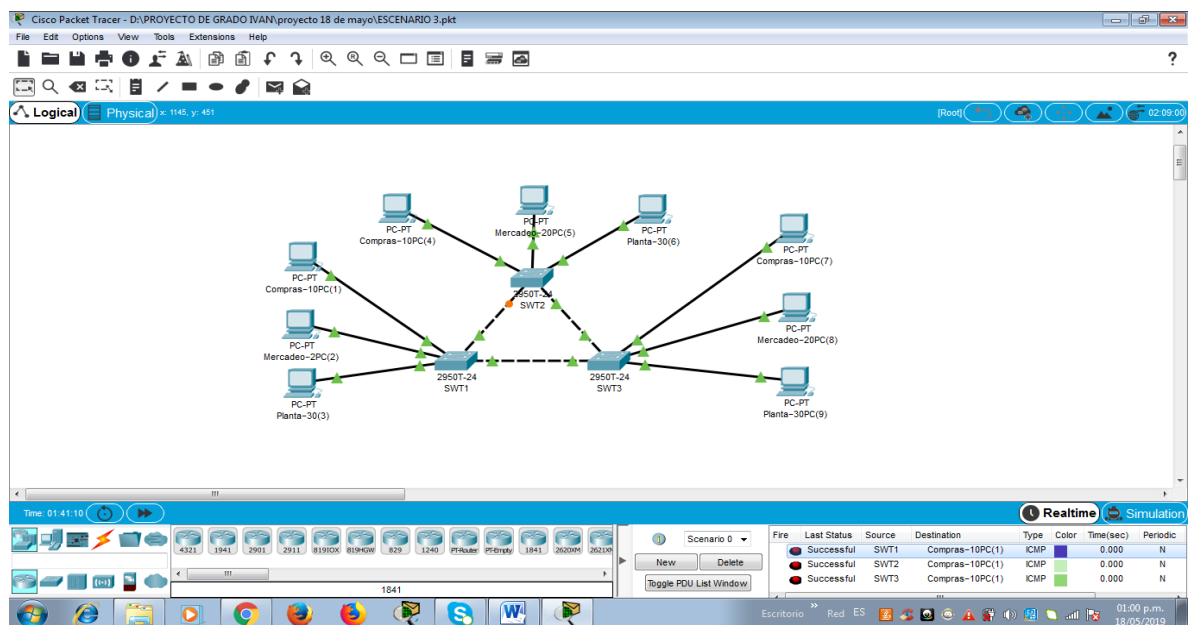 Cisco Packet Tracer - D:\PROYECTO DE GRADO IVAN\proyecto 18 de mayo\ESCENARIO 3.pkt
File Edit Options View Tools Extensions Help
?
Logical Physical x: 1145, y: 451 [Root] 02:09:00
PC-PT
Compras-10PC(4)
PC-PT
Mercadeo-20PC(5)
PC-PT
Planta-30(6)
PC-PT
Compras-10PC(7)
PC-PT
Compras-10PC(1)
2950T-24
SWT2
PC-PT
Mercadeo-20PC(8)
PC-PT
Mercadeo-2PC(2)
2950T-24
SWT1
2950T-24
SWT3
PC-PT
Planta-30(3)
PC-PT
Planta-30PC(9)
Time: 01:41:10 Realtime Simulation
4321 1941 2901 2911 819IOX 819HGW 829 1240 PT-Router PT-Empty 1841 2620XM 2621X
1841
Scenario 0
New Delete
Toggle PDU List Window
Fire Last Status Source Destination Type Color Time(sec) Periodic
Successful SWT1 Compras-10PC(1) ICMP 0.000 N
Successful SWT2 Compras-10PC(1) ICMP 0.000 N
Successful SWT3 Compras-10PC(1) ICMP 0.000 N
Escritorio Red ES 01:00 p.m.
18/05/2019